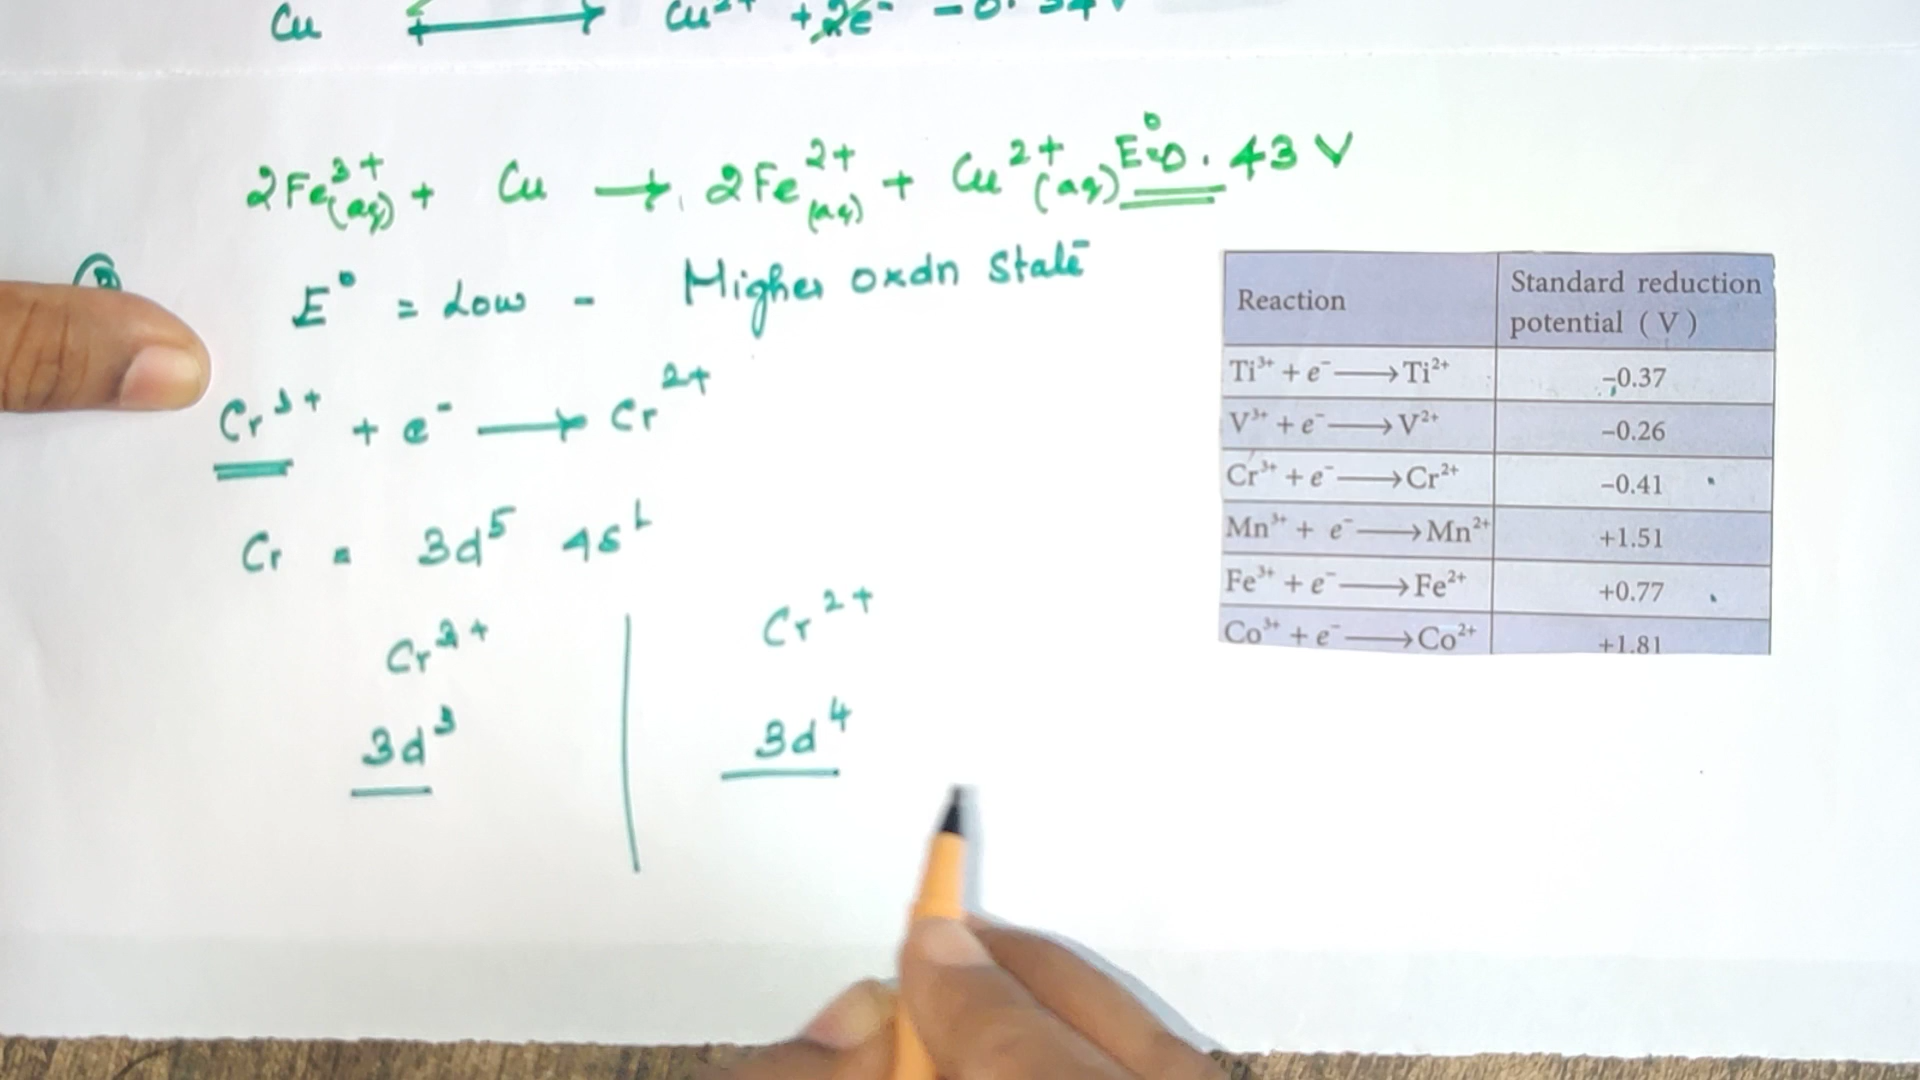 Cu ⟷ Cu²⁺ + 2e⁻ - 0.34 V
2Fe³⁺(aq) + Cu → 2Fe²⁺(aq) + Cu²⁺(aq) E°=0.43 V
E° = Low - Higher oxdn State
Cr³⁺ + e⁻ → Cr²⁺
Cr = 3d⁵ 4s¹
Cr³⁺ Cr²⁺
3d³ 3d⁴
Reaction Standard reduction potential ( V )
Ti³⁺ + e⁻ ⟶ Ti²⁺ -0.37
V³⁺ + e⁻ ⟶ V²⁺ -0.26
Cr³⁺ + e⁻ ⟶ Cr²⁺ -0.41
Mn³⁺ + e⁻ ⟶ Mn²⁺ +1.51
Fe³⁺ + e⁻ ⟶ Fe²⁺ +0.77
Co³⁺ + e⁻ ⟶ Co²⁺ +1.81